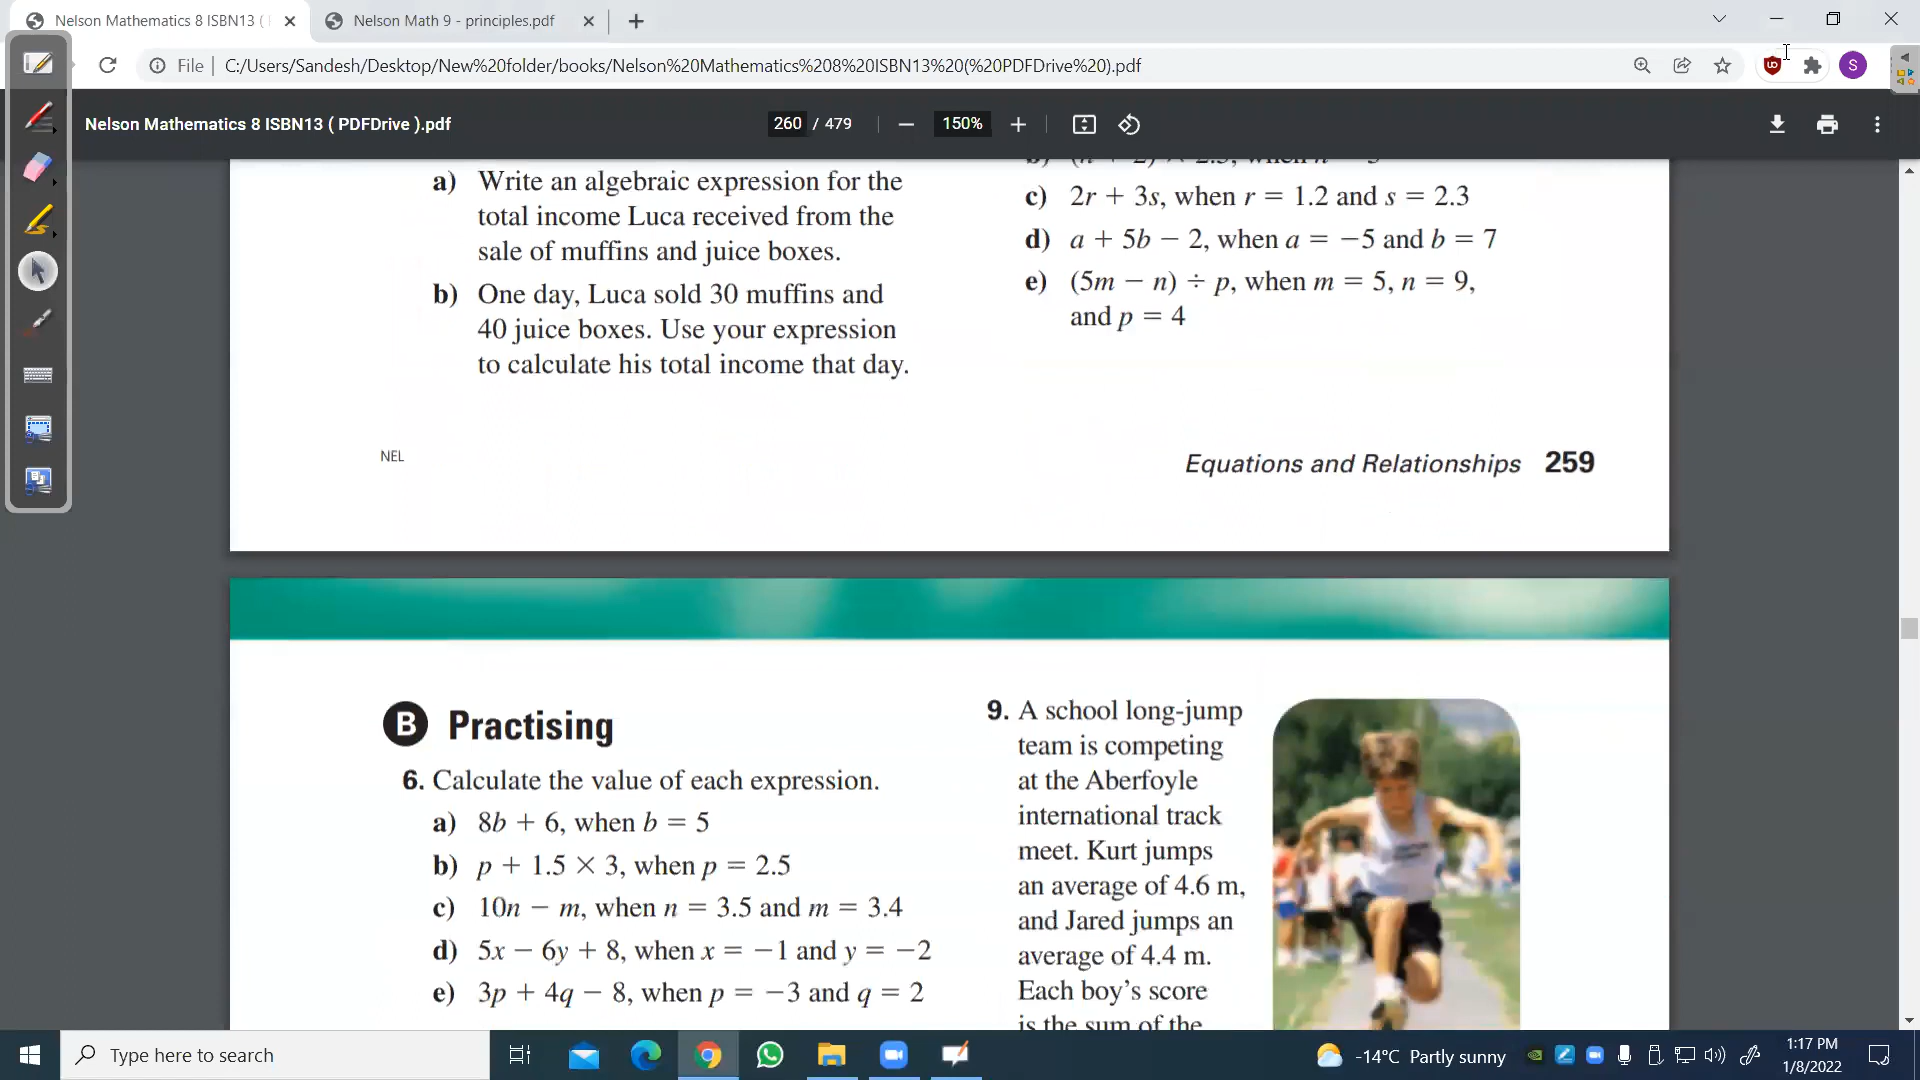 Nelson Mathematics 8 ISBN13 (
Nelson Math 9 - principles.pdf
File
C:/Users/Sandesh/Desktop/New%20folder/books/Nelson%20Mathematics%208%20ISBN13%20(%20PDFDrive%20).pdf
S
Nelson Mathematics 8 ISBN13 ( PDFDrive ).pdf
260 / 479
150%
a) Write an algebraic expression for the
total income Luca received from the
sale of muffins and juice boxes.
b) One day, Luca sold 30 muffins and
40 juice boxes. Use your expression
to calculate his total income that day.
c) 2r + 3s, when r = 1.2 and s = 2.3
d) a + 5b − 2, when a = −5 and b = 7
e) (5m − n) ÷ p, when m = 5, n = 9,
and p = 4
NEL
Equations and Relationships 259
B Practising
6. Calculate the value of each expression.
a) 8b + 6, when b = 5
b) p + 1.5 × 3, when p = 2.5
c) 10n − m, when n = 3.5 and m = 3.4
d) 5x − 6y + 8, when x = −1 and y = −2
e) 3p + 4q − 8, when p = −3 and q = 2
9. A school long-jump
team is competing
at the Aberfoyle
international track
meet. Kurt jumps
an average of 4.6 m,
and Jared jumps an
average of 4.4 m.
Each boy's score
is the sum of the
Type here to search
-14°C Partly sunny
1:17 PM
1/8/2022